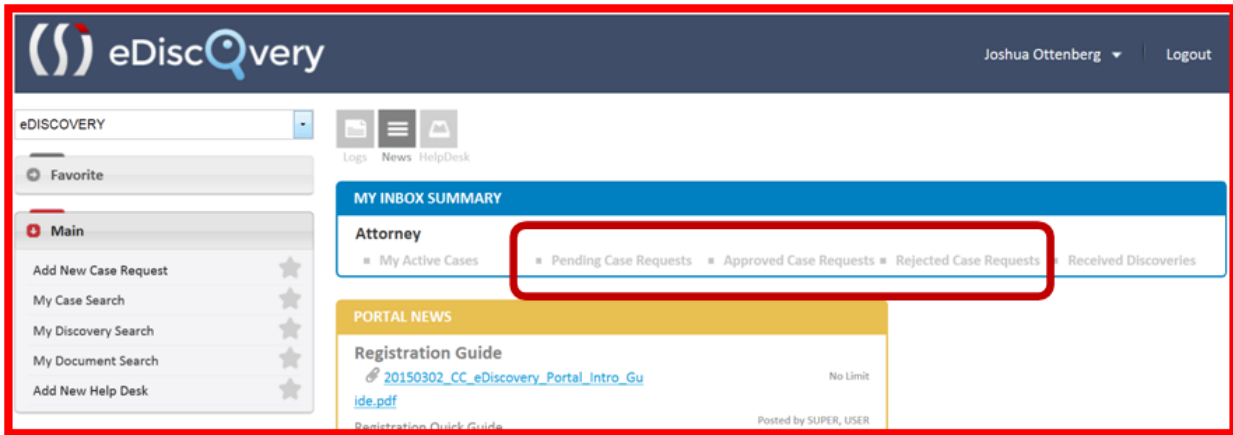 eDiscQvery
Joshua Ottenberg
Logout
eDISCOVERY
Favorite
Main
Add New Case Request
My Case Search
My Discovery Search
My Document Search
Add New Help Desk
Logs News HelpDesk
MY INBOX SUMMARY
Attorney
My Active Cases Pending Case Requests Approved Case Requests Rejected Case Requests Received Discoveries
PORTAL NEWS
Registration Guide
20150302_CC_eDiscovery_Portal_Intro_Gu
ide.pdf
No Limit
Posted by SUPER, USER
Registration Quick Guide